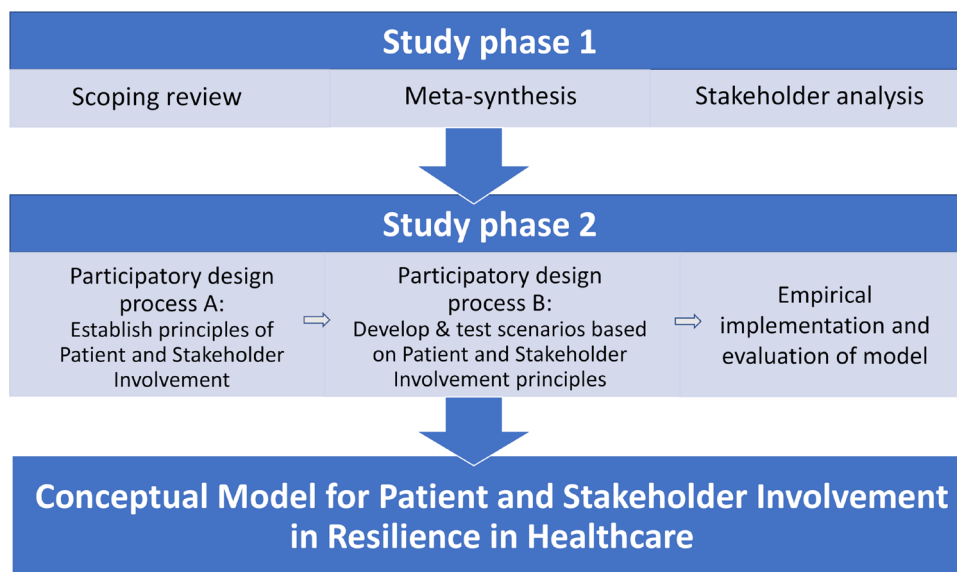 Study phase 1
Scoping review
Meta-synthesis
Stakeholder analysis
Study phase 2
Participatory design
process A:
Establish principles of
Patient and Stakeholder
Involvement
Participatory design
process B:
Develop & test scenarios based
on Patient and Stakeholder
Involvement principles
Empirical
implementation and
evaluation of model
Conceptual Model for Patient and Stakeholder Involvement
in Resilience in Healthcare